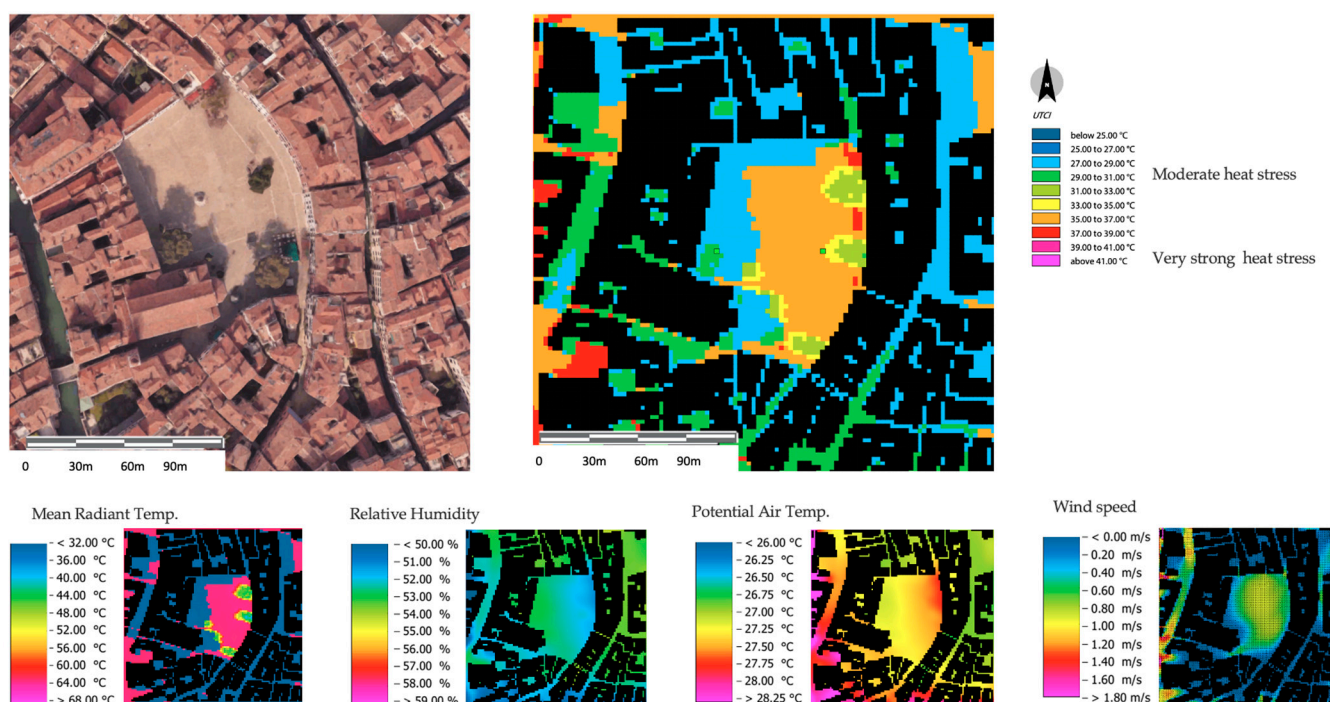 N
UTCI
below 25.00 °C
25.00 to 27.00 °C
27.00 to 29.00 °C
29.00 to 31.00 °C
31.00 to 33.00 °C
33.00 to 35.00 °C
35.00 to 37.00 °C
37.00 to 39.00 °C
39.00 to 41.00 °C
above 41.00 °C
Moderate heat stress
Very strong heat stress
0 30m 60m 90m
0 30m 60m 90m
Mean Radiant Temp.
< 32.00 °C
36.00 °C
40.00 °C
44.00 °C
48.00 °C
52.00 °C
56.00 °C
60.00 °C
64.00 °C
> 68.00 °C
Relative Humidity
< 50.00 %
51.00 %
52.00 %
53.00 %
54.00 %
55.00 %
56.00 %
57.00 %
58.00 %
> 59.00 %
Potential Air Temp.
< 26.00 °C
26.25 °C
26.50 °C
26.75 °C
27.00 °C
27.25 °C
27.50 °C
27.75 °C
28.00 °C
> 28.25 °C
Wind speed
< 0.00 m/s
0.20 m/s
0.40 m/s
0.60 m/s
0.80 m/s
1.00 m/s
1.20 m/s
1.40 m/s
1.60 m/s
> 1.80 m/s